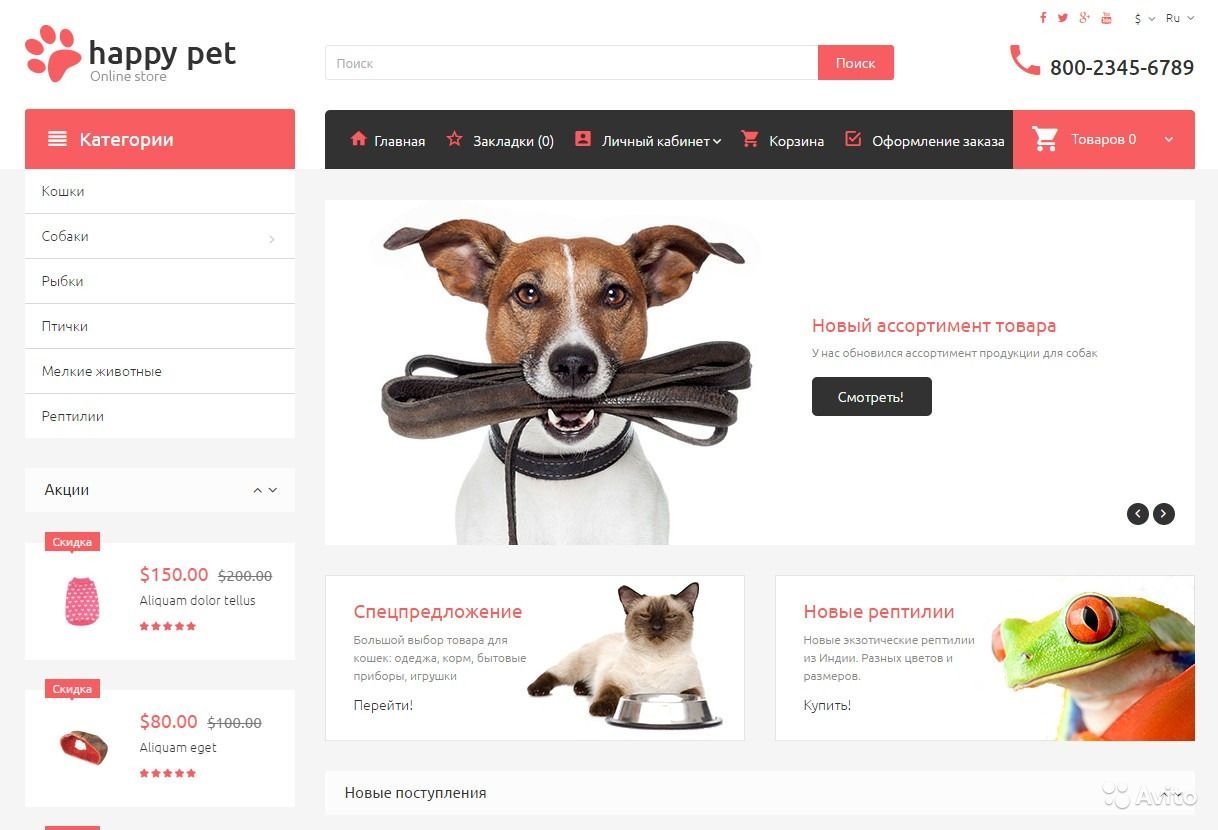 $ Ru
happy pet
Online store
Поиск Поиск
800-2345-6789
Категории
Главная Закладки (0) Личный кабинет Корзина Оформление заказа Товаров 0
Кошки
Собаки
Рыбки
Птички
Мелкие животные
Рептилии
Новый ассортимент товара
У нас обновился ассортимент продукции для собак
Смотреть!
Акции
Скидка
$150.00 $200.00
Aliquam dolor tellus
Скидка
$80.00 $100.00
Aliquam eget
Спецпредложение
Большой выбор товара для
кошек: одеджа, корм, бытовые
приборы, игрушки
Перейти!
Новые рептилии
Новые экзотические рептилии
из Индии. Разных цветов и
размеров.
Купить!
Новые поступления
Avito